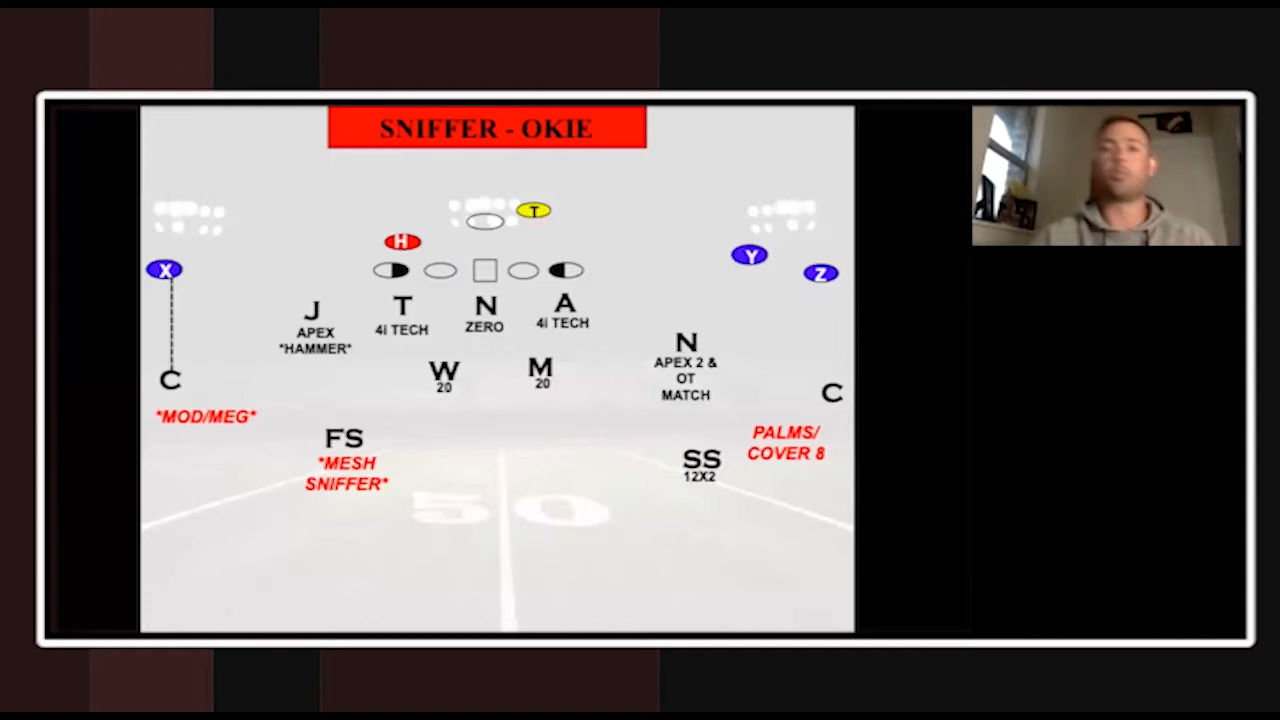 SNIFFER - OKIE
T
H
X
Y
Z
J
APEX
*HAMMER*
T
4I TECH
N
ZERO
A
4I TECH
N
APEX 2 &
OT
MATCH
W
20
M
20
C
*MOD/MEG*
C
PALMS/
COVER 8
FS
*MESH
SNIFFER*
SS
12X2
50